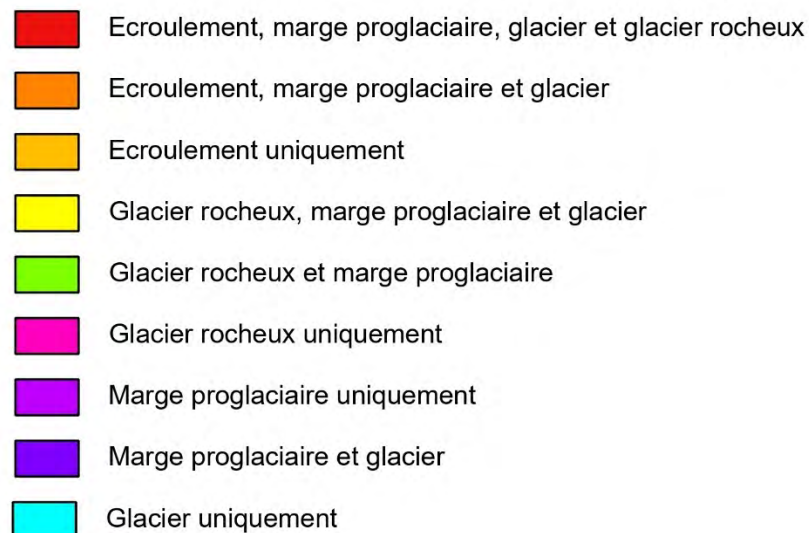 Ecroulement, marge proglaciaire, glacier et glacier rocheux
Ecroulement, marge proglaciaire et glacier
Ecroulement uniquement
Glacier rocheux, marge proglaciaire et glacier
Glacier rocheux et marge proglaciaire
Glacier rocheux uniquement
Marge proglaciaire uniquement
Marge proglaciaire et glacier
Glacier uniquement